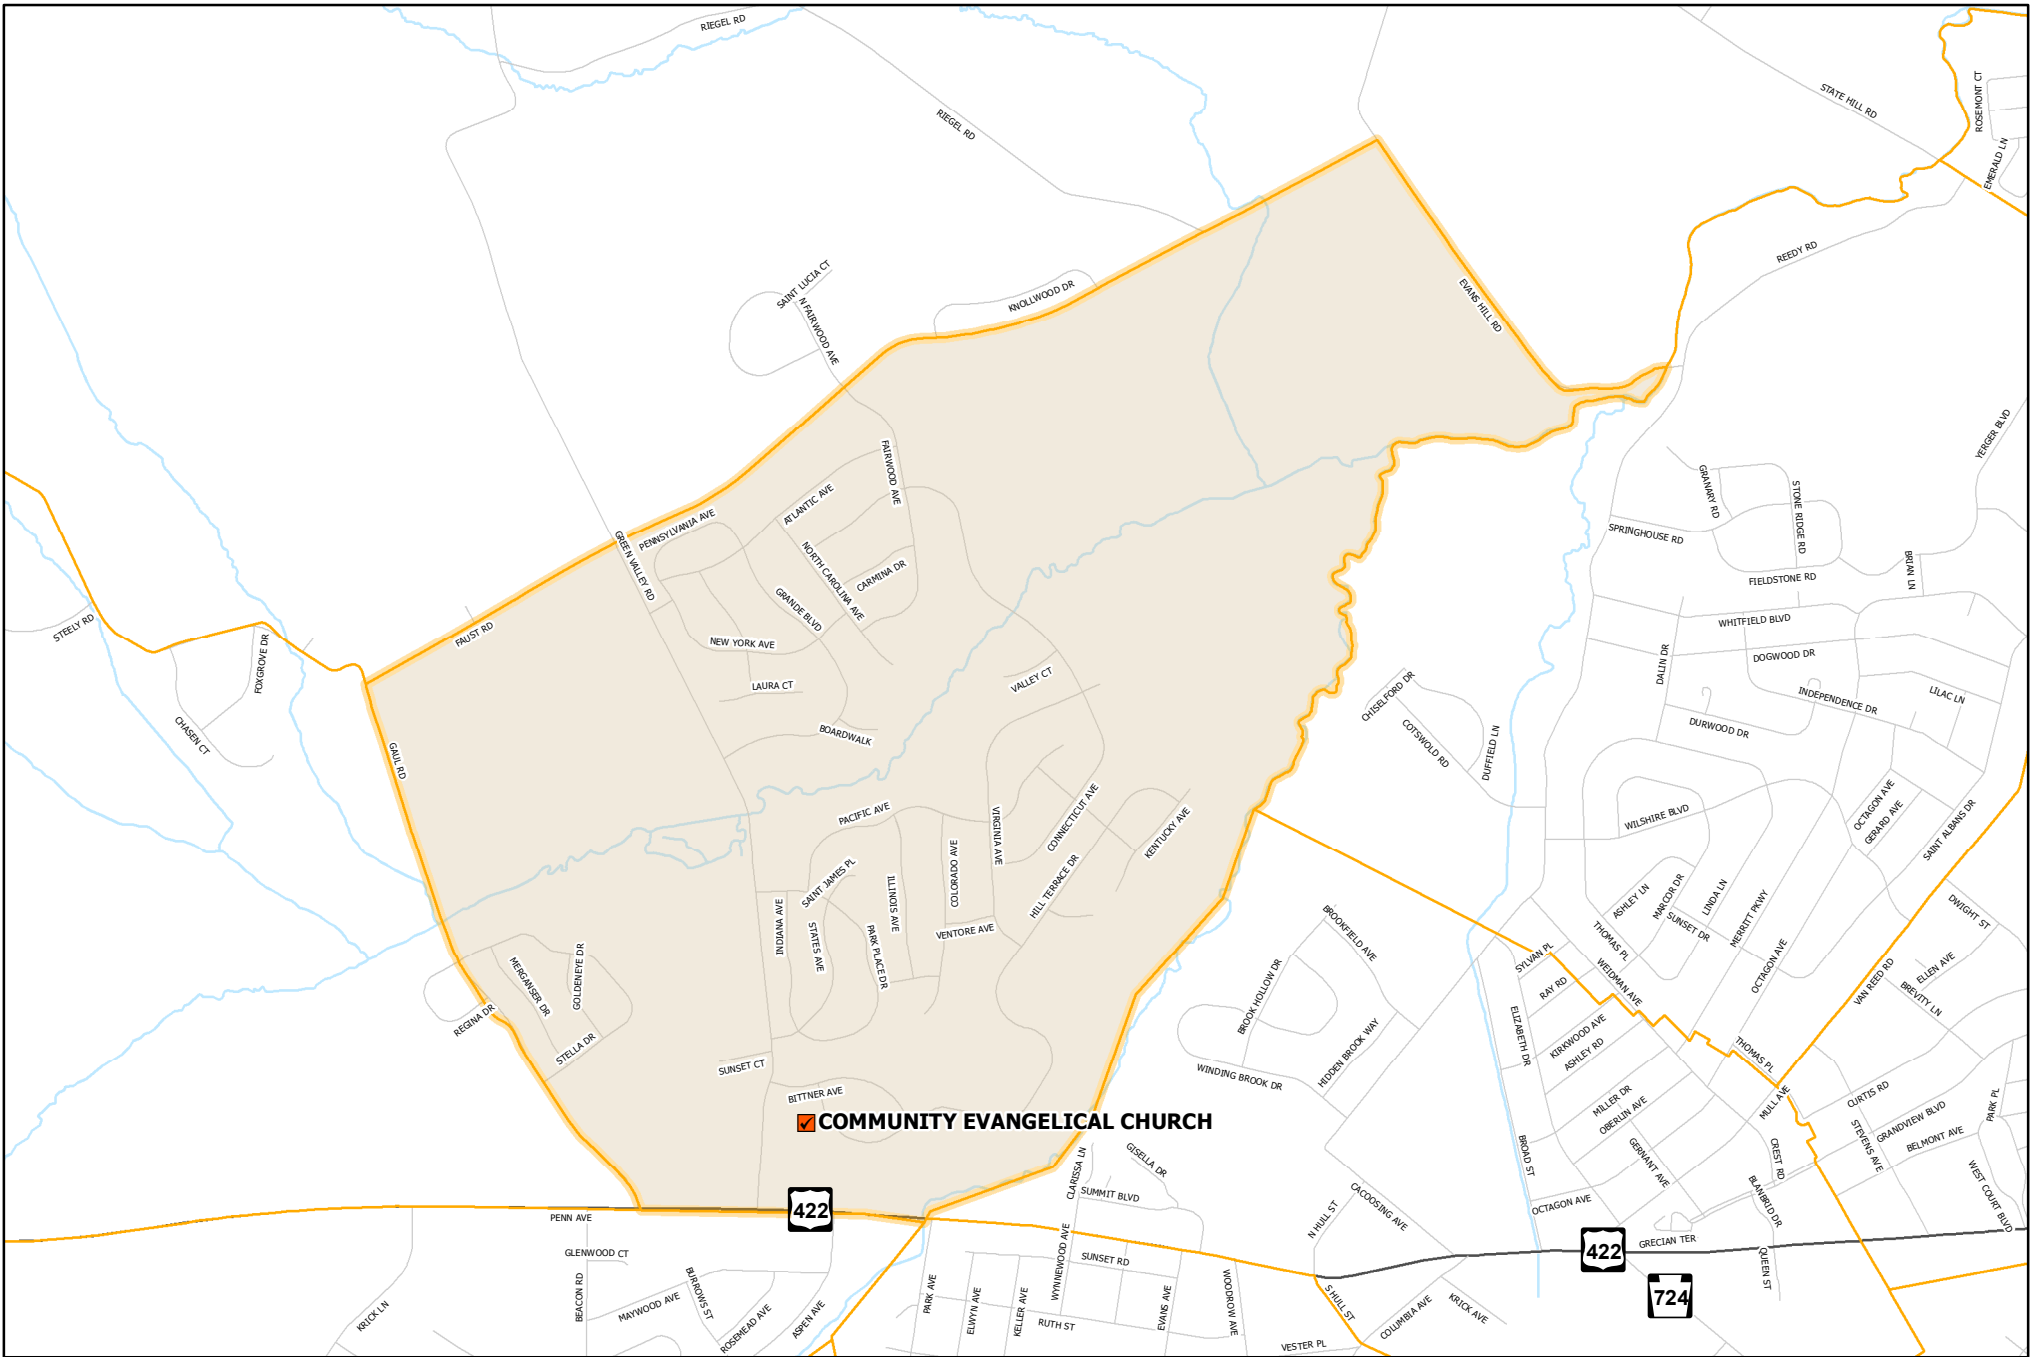 RIEGEL RD
RIEGEL RD
STATE HILL RD
ROSEMONT CT
EMERALD LN
REEDY RD
SAINT LUCIA CT
N FAIRWOOD AVE
KNOLLWOOD DR
EVANS HILL RD
YERGER BLVD
FAIRWOOD AVE
ATLANTIC AVE
PENNSYLVANIA AVE
GREEN VALLEY RD
NORTH CAROLINA AVE
CARMINA DR
GRANDE BLVD
NEW YORK AVE
LAURA CT
BOARDWALK
VALLEY CT
GRANARY RD
STONE RIDGE RD
SPRINGHOUSE RD
FIELDSTONE RD
BRIAN LN
WHITFIELD BLVD
DOGWOOD DR
DALIN DR
INDEPENDENCE DR
LILAC LN
DURWOOD DR
STEELY RD
FOXGROVE DR
CHASEN CT
FAUST RD
GAUL RD
CHISELFORD DR
COTSWOLD RD
DUFFIELD LN
WILSHIRE BLVD
OCTAGON AVE
GERARD AVE
SAINT ALBANS DR
PACIFIC AVE
VIRGINIA AVE
CONNECTICUT AVE
KENTUCKY AVE
HILL TERRACE DR
COLORADO AVE
ILLINOIS AVE
SAINT JAMES PL
INDIANA AVE
STATES AVE
PARK PLACE DR
VENTORE AVE
ASHLEY LN
MARCOR DR
LINDA LN
SUNSET DR
MERRITT PKWY
OCTAGON AVE
THOMAS PL
WEIDMAN AVE
SYLVAN PL
RAY RD
DWIGHT ST
ELLEN AVE
BREVITY LN
VAN REED RD
BROOKFIELD AVE
BROOK HOLLOW DR
HIDDEN BROOK WAY
WINDING BROOK DR
MERGANSER DR
GOLDENEYE DR
REGINA DR
STELLA DR
SUNSET CT
BITTNER AVE
COMMUNITY EVANGELICAL CHURCH
ELIZABETH DR
KIRKWOOD AVE
ASHLEY RD
MILLER DR
OBERLIN AVE
GERNANT AVE
THOMAS PL
MULL AVE
CURTIS RD
GRANDVIEW BLVD
BELMONT AVE
STEVENS AVE
PARK PL
WEST COURT BLVD
CREST RD
BLANBRID DR
BROAD ST
OCTAGON AVE
GRECIAN TER
QUEEN ST
CLARISSA LN
GISELLA DR
SUMMIT BLVD
CACOOSING AVE
N HULL ST
422
422
724
PENN AVE
GLENWOOD CT
BEACON RD
BURROWS ST
MAYWOOD AVE
ROSEMEAD AVE
ASPEN AVE
KRICK LN
PARK AVE
ELWYN AVE
KELLER AVE
WYNNEWOOD AVE
SUNSET RD
RUTH ST
EVANS AVE
WOODROW AVE
VESTER PL
S HULL ST
COLUMBIA AVE
KRICK AVE